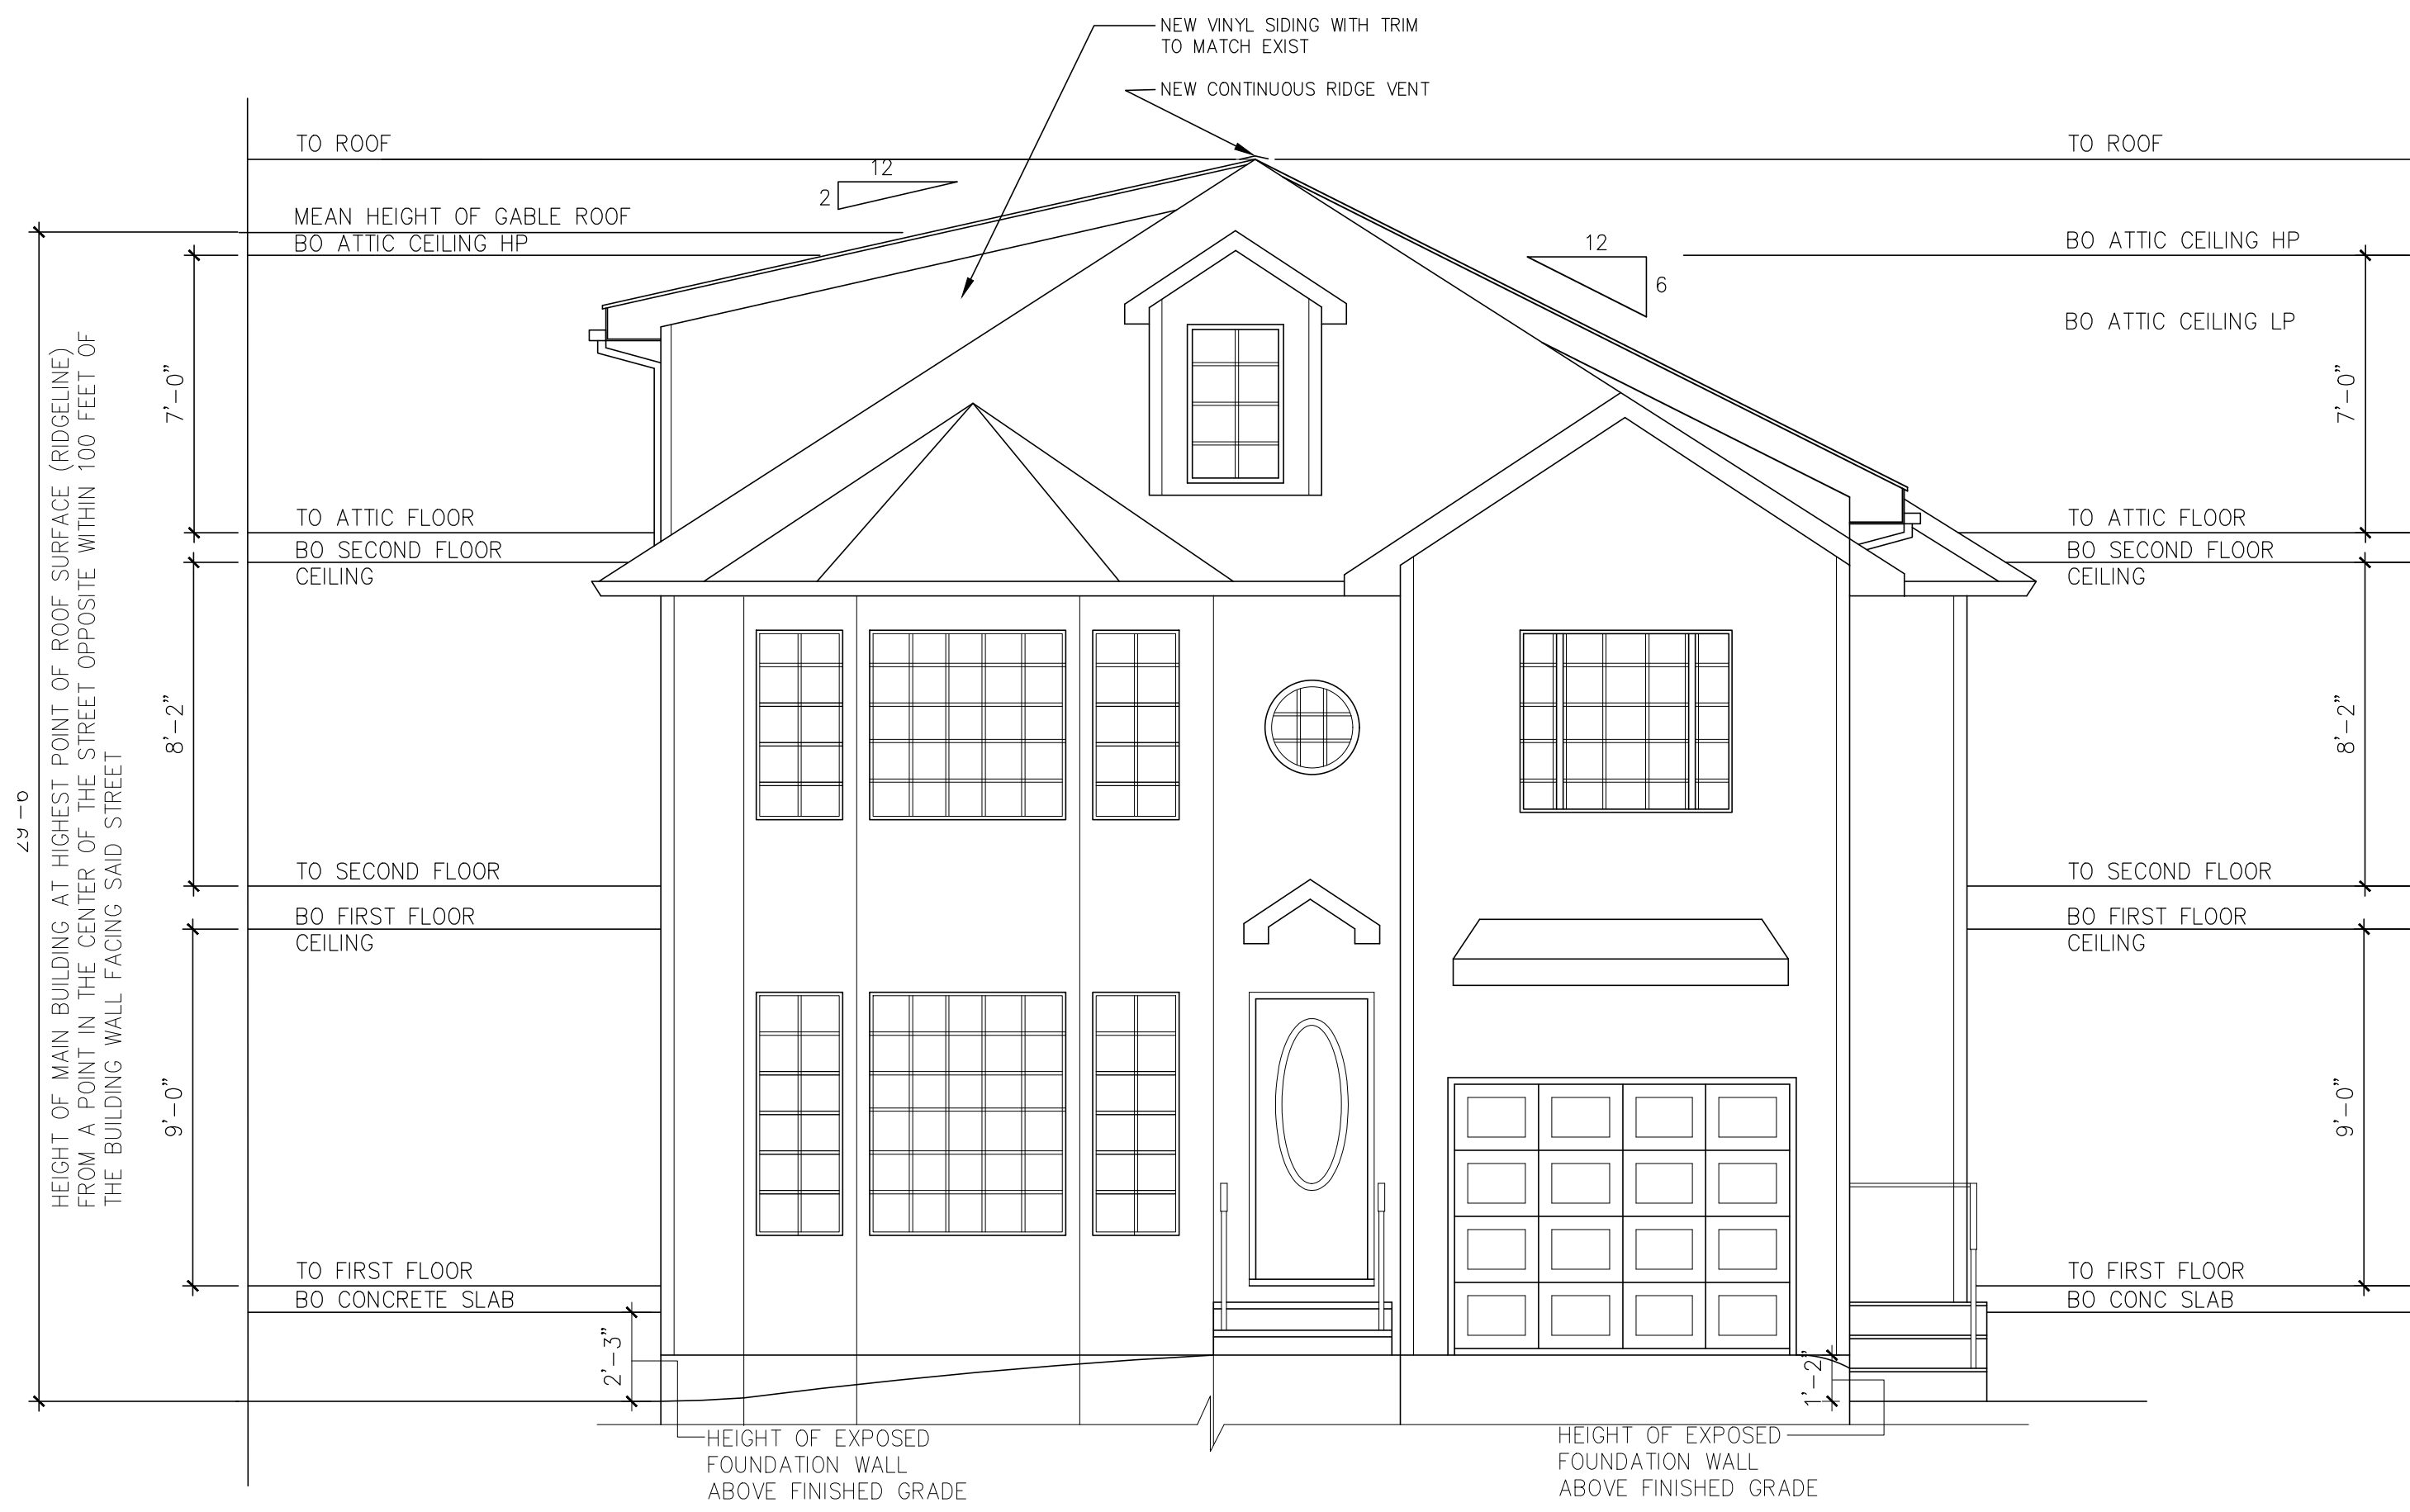 NEW VINYL SIDING WITH TRIM
TO MATCH EXIST
NEW CONTINUOUS RIDGE VENT
TO ROOF
TO ROOF
12
2
MEAN HEIGHT OF GABLE ROOF
BO ATTIC CEILING HP
12
6
BO ATTIC CEILING HP
BO ATTIC CEILING LP
7'-0"
7'-0"
TO ATTIC FLOOR
BO SECOND FLOOR
CEILING
TO ATTIC FLOOR
BO SECOND FLOOR
CEILING
8'-2"
8'-2"
HEIGHT OF MAIN BUILDING AT HIGHEST POINT OF ROOF SURFACE (RIDGELINE)
FROM A POINT IN THE CENTER OF THE STREET OPPOSITE WITHIN 100 FEET OF
THE BUILDING WALL FACING SAID STREET
TO SECOND FLOOR
BO FIRST FLOOR
CEILING
TO SECOND FLOOR
BO FIRST FLOOR
CEILING
9'-0"
9'-0"
TO FIRST FLOOR
BO CONCRETE SLAB
TO FIRST FLOOR
BO CONC SLAB
2'-3"
1'-2"
HEIGHT OF EXPOSED
FOUNDATION WALL
ABOVE FINISHED GRADE
HEIGHT OF EXPOSED
FOUNDATION WALL
ABOVE FINISHED GRADE